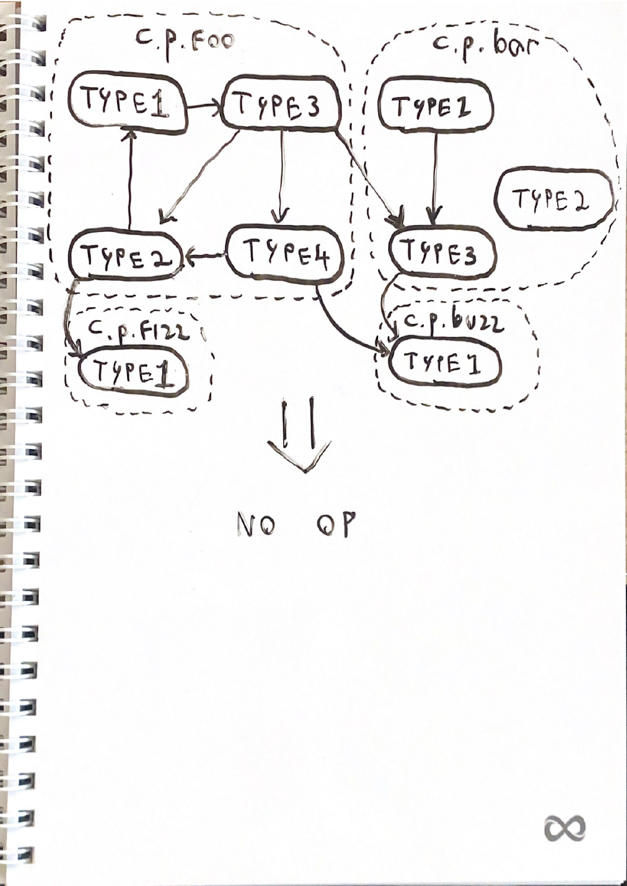 C.P.FOO
C.P.bar
TYPE1
TYPE3
TYPE1
TYPE2
TYPE2
TYPE4
TYPE3
C.P.FIZZ
TYPE1
C.P.buzz
TYPE1
NO OP